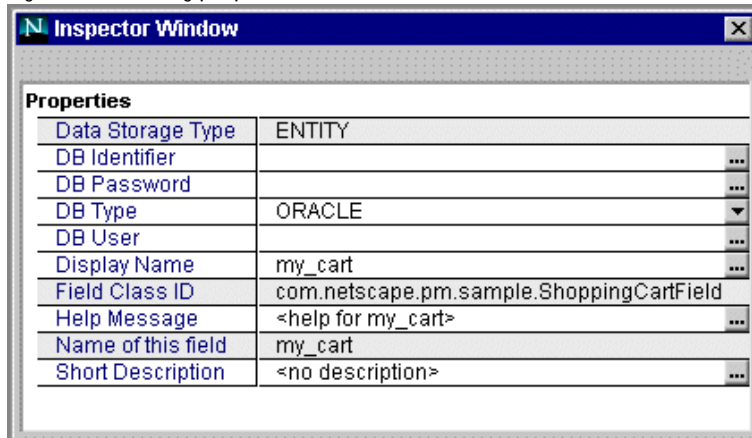 N Inspector Window
Properties
Data Storage Type ENTITY
DB Identifier ...
DB Password ...
DB Type ORACLE
DB User ...
Display Name my_cart ...
Field Class ID com.netscape.pm.sample.ShoppingCartField
Help Message <help for my_cart> ...
Name of this field my_cart
Short Description <no description> ...